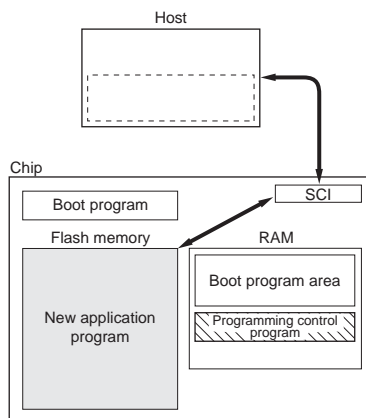 Host
Chip
SCI
Boot program
Flash memory
RAM
Boot program area
New application
program
Programming control
program